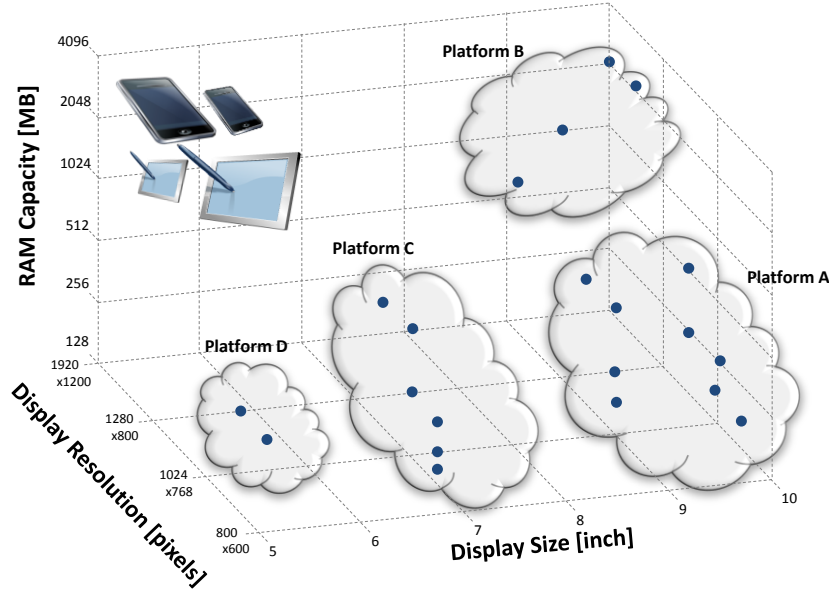 4096
Platform B
2048
1024
RAM Capacity [MB]
512
Platform C
256
Platform A
128
Platform D
1920
x1200
1280
x800
Display Resolution [pixels]
1024
x768
800
x600
5
6
7
8
9
10
Display Size [inch]